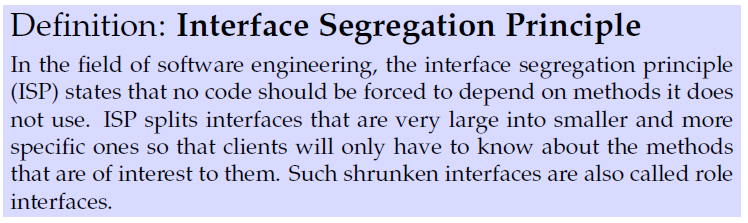 Definition: Interface Segregation Principle
In the field of software engineering, the interface segregation principle
(ISP) states that no code should be forced to depend on methods it does
not use. ISP splits interfaces that are very large into smaller and more
specific ones so that clients will only have to know about the methods
that are of interest to them. Such shrunken interfaces are also called role
interfaces.